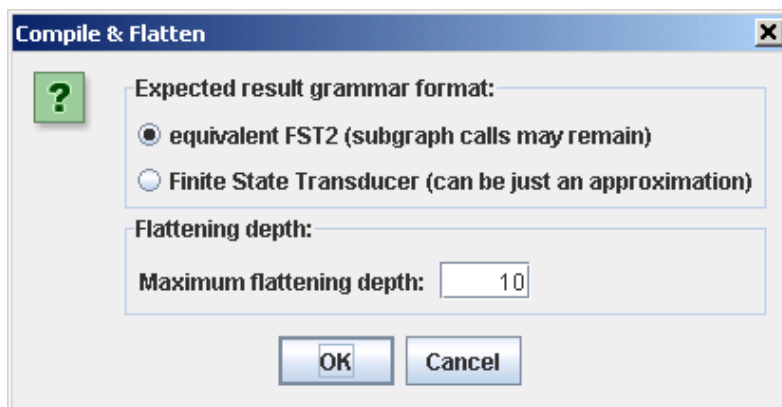 Compile & Flatten
?
Expected result grammar format:
equivalent FST2 (subgraph calls may remain)
Finite State Transducer (can be just an approximation)
Flattening depth:
Maximum flattening depth: 10
OK Cancel